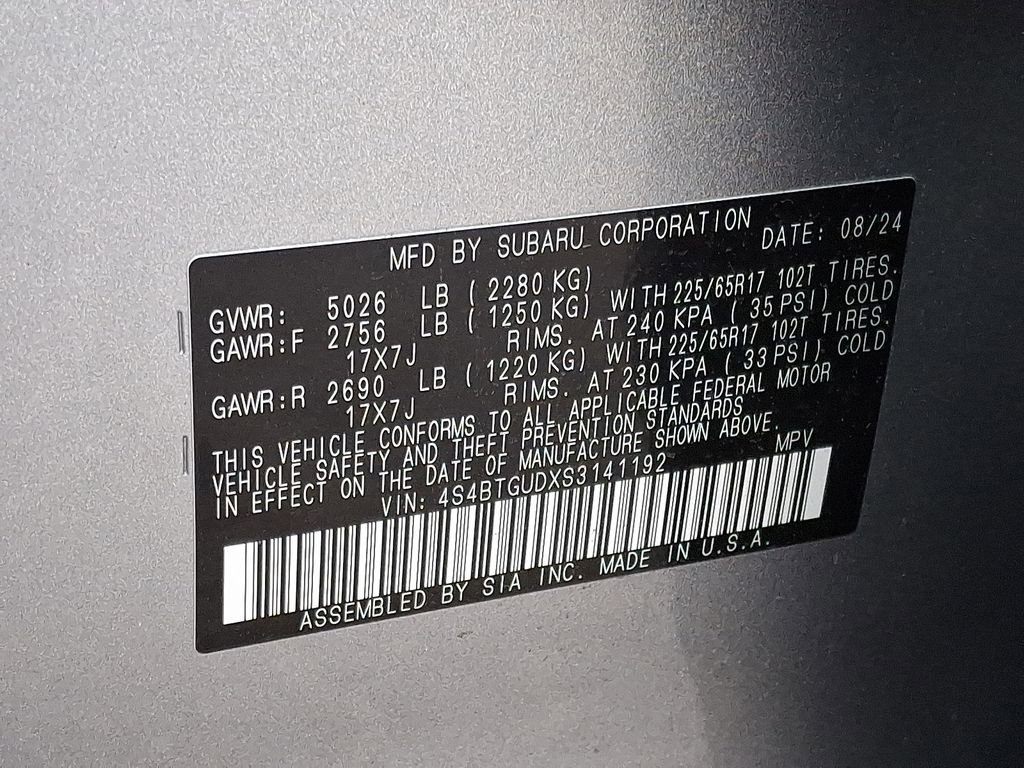 MFD BY SUBARU CORPORATION DATE: 08/24
GVWR: 5026 LB ( 2280 KG)
GAWR:F 2756 LB ( 1250 KG) WITH 225/65R17 102T TIRES.
17X7J RIMS. AT 240 KPA ( 35 PSI) COLD
GAWR:R 2690 LB ( 1220 KG) WITH 225/65R17 102T TIRES.
17X7J RIMS. AT 230 KPA ( 33 PSI) COLD
THIS VEHICLE CONFORMS TO ALL APPLICABLE FEDERAL MOTOR
VEHICLE SAFETY AND THEFT PREVENTION STANDARDS
IN EFFECT ON THE DATE OF MANUFACTURE SHOWN ABOVE.
VIN: 4S4BTGUDXS3141192 MPV
ASSEMBLED BY SIA INC. MADE IN U.S.A.